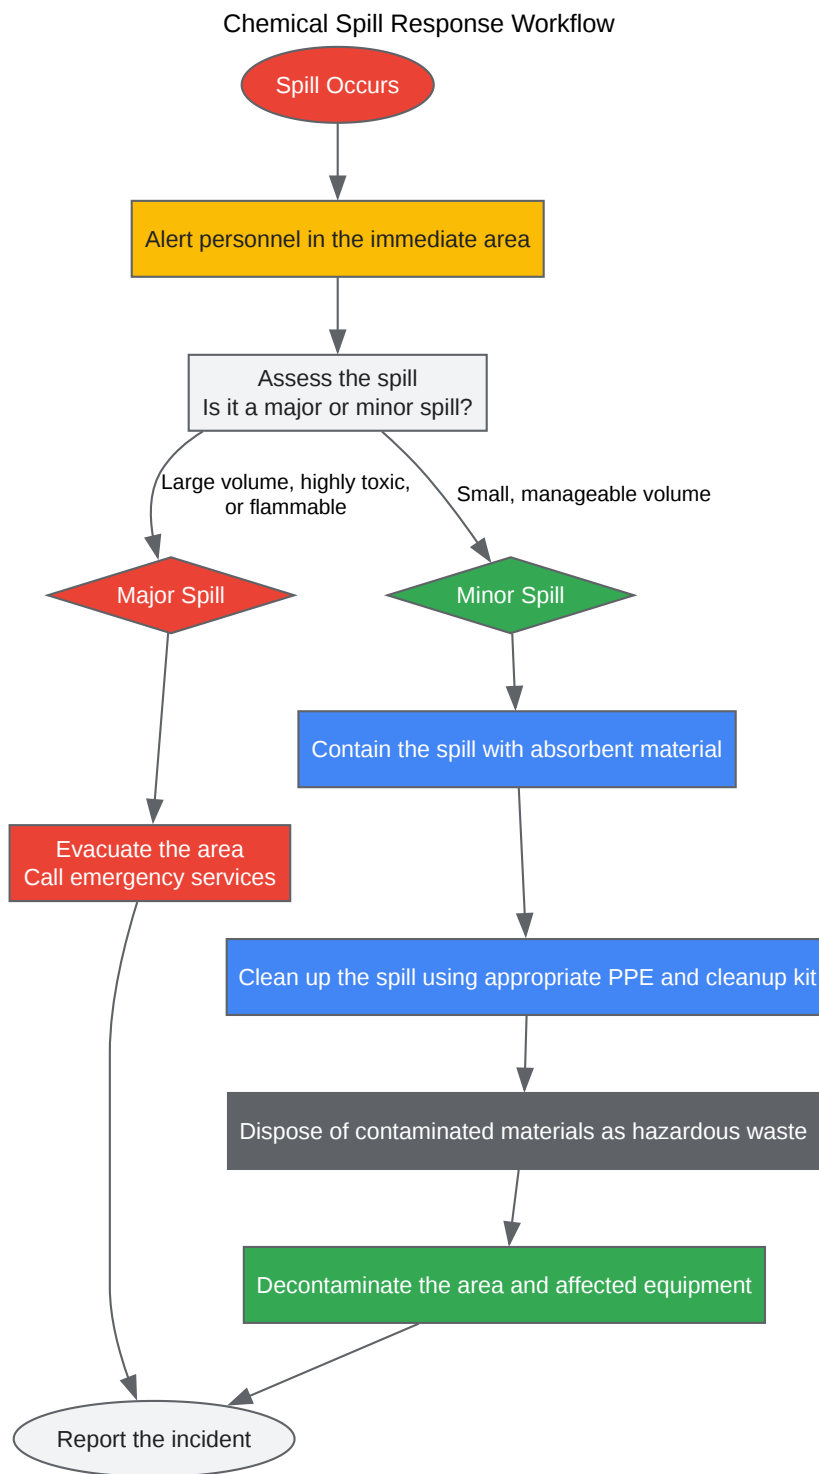 Chemical Spill Response Workflow
Spill Occurs
Alert personnel in the immediate area
Assess the spill
Is it a major or minor spill?
Large volume, highly toxic,
or flammable
Small, manageable volume
Major Spill
Minor Spill
Contain the spill with absorbent material
Evacuate the area
Call emergency services
Clean up the spill using appropriate PPE and cleanup kit
Dispose of contaminated materials as hazardous waste
Decontaminate the area and affected equipment
Report the incident